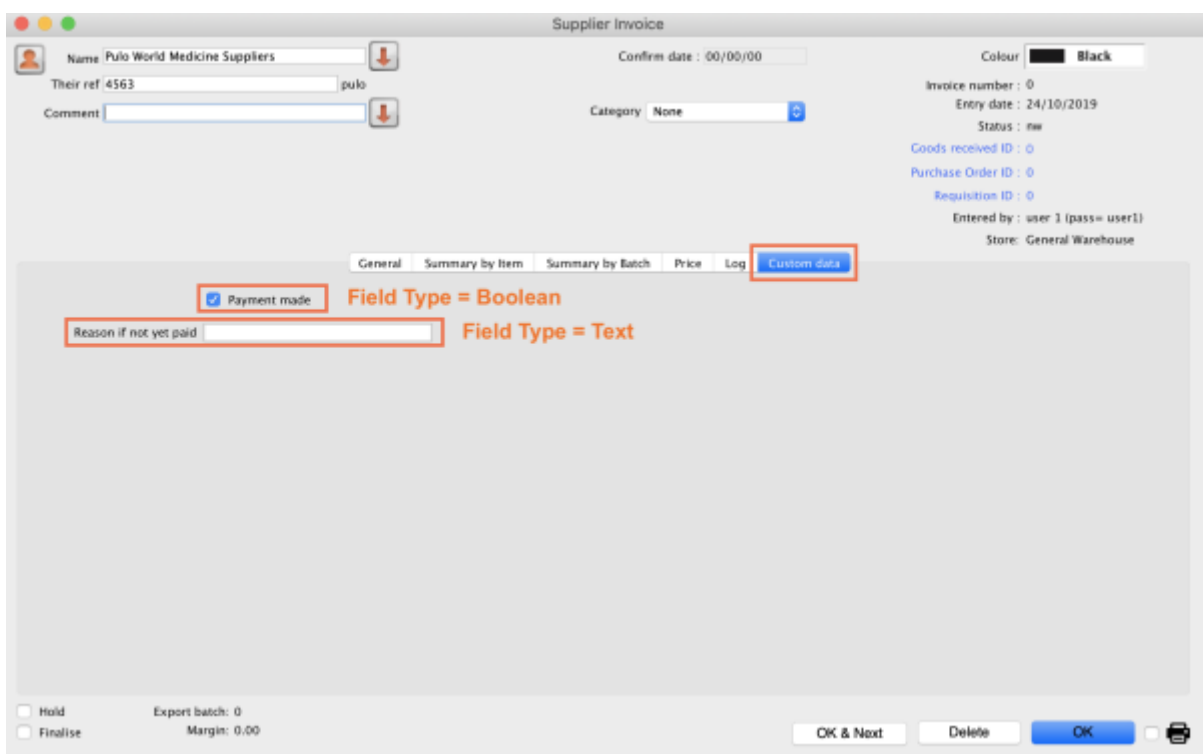 Supplier Invoice
Name Pulo World Medicine Suppliers
Confirm date : 00/00/00
Colour Black
Their ref 4563 pulo
Invoice number : 0
Comment
Category None
Entry date : 24/10/2019
Status : nw
Goods received ID : 0
Purchase Order ID : 0
Requisition ID : 0
Entered by : user 1 (pass= user1)
Store: General Warehouse
General Summary by Item Summary by Batch Price Log Custom data
Payment made Field Type = Boolean
Reason if not yet paid Field Type = Text
Hold Export batch: 0
Finalise Margin: 0.00
OK & Next Delete OK